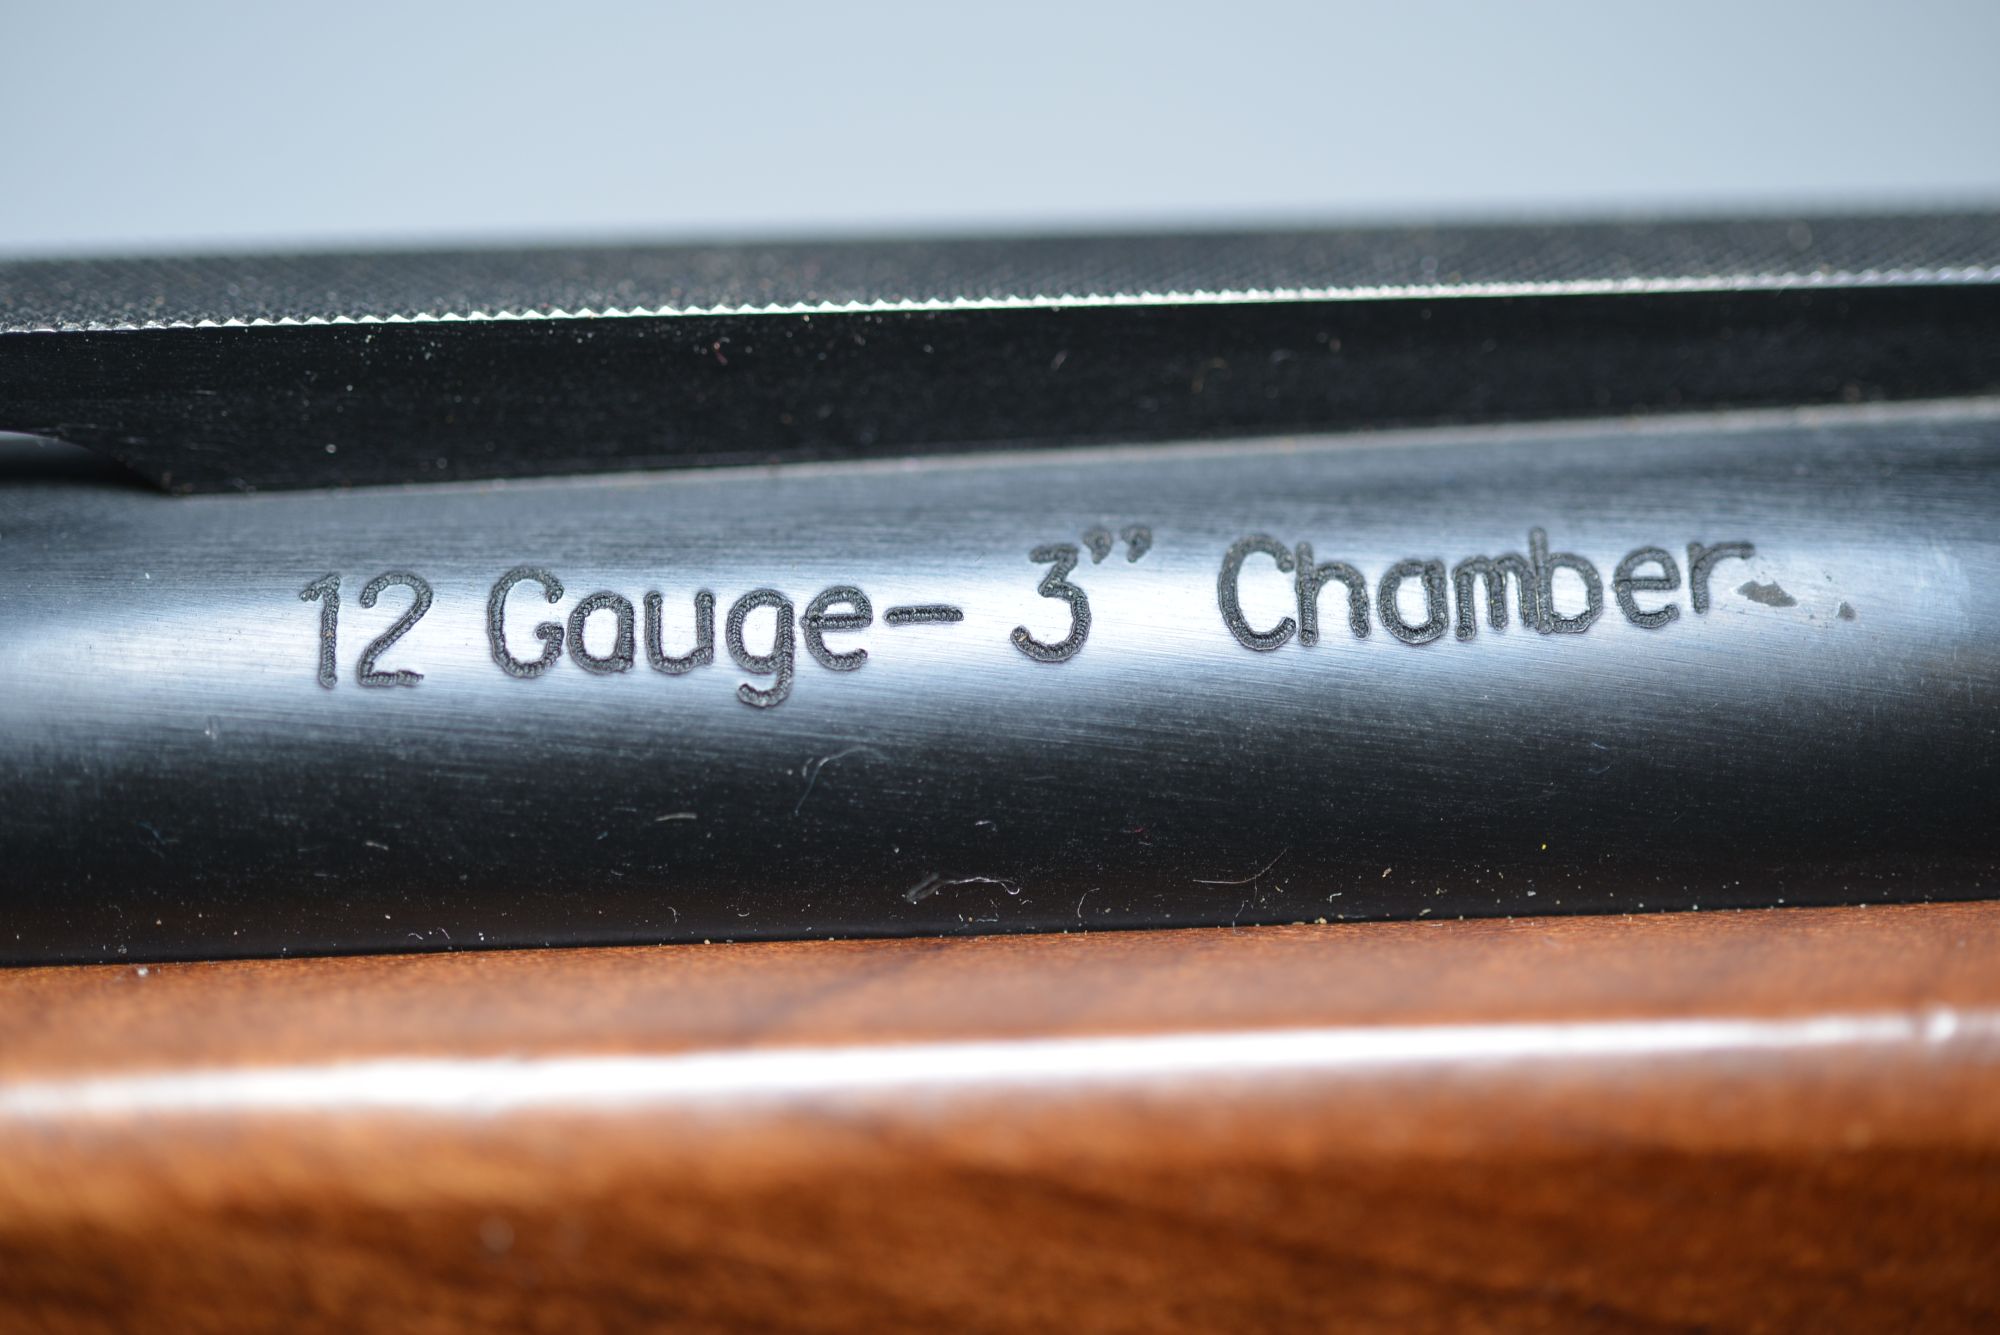 12 Gauge- 3” Chamber